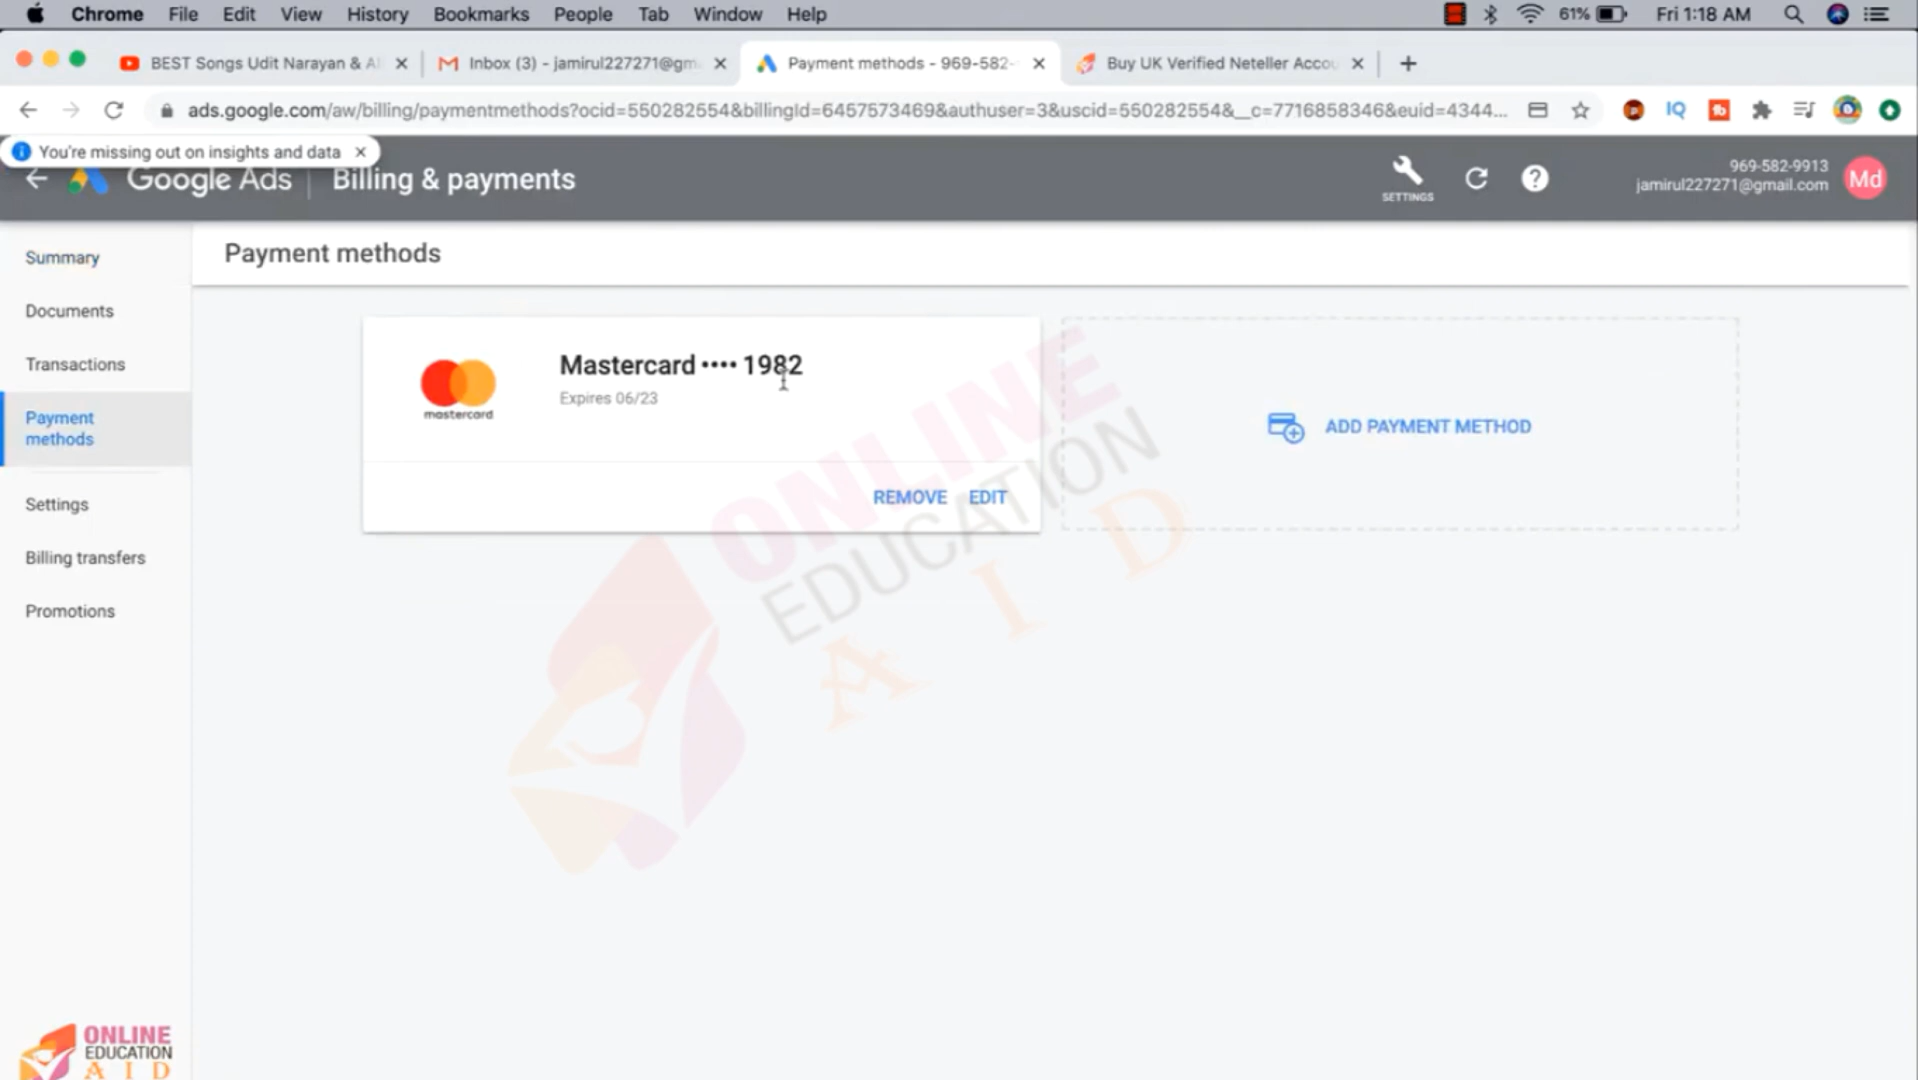 Chrome File Edit View History Bookmarks People Tab Window Help 61% Fri 1:18 AM
BEST Songs Udit Narayan & Al
Inbox (3) - jamirul227271@gm
Payment methods - 969-582-
Buy UK Verified Neteller Accou
ads.google.com/aw/billing/paymentmethods?ocid=550282554&billingId=6457573469&authuser=3&uscid=550282554&__c=7716858346&euid=4344...
IQ
You're missing out on insights and data
Google Ads Billing & payments
SETTINGS
969-582-9913
jamirul227271@gmail.com
Md
Summary
Documents
Transactions
Payment
methods
Settings
Billing transfers
Promotions
Payment methods
mastercard
Mastercard •••• 1982
Expires 06/23
REMOVE EDIT
ADD PAYMENT METHOD
ONLINE
EDUCATION
AID
ONLINE
EDUCATION
AID